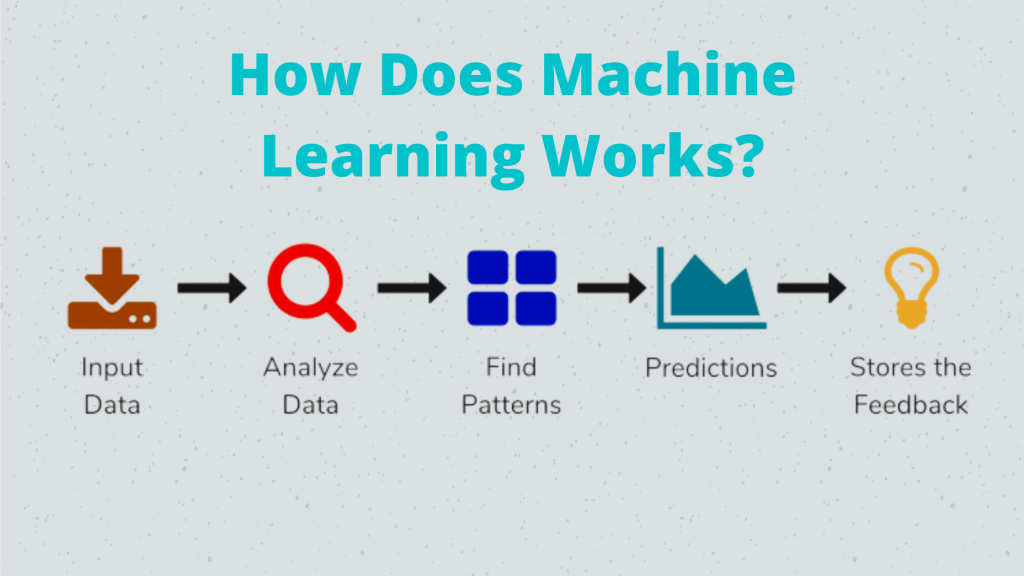 How Does Machine
Learning Works?
Input
Data
Analyze
Data
Find
Patterns
Predictions
Stores the
Feedback